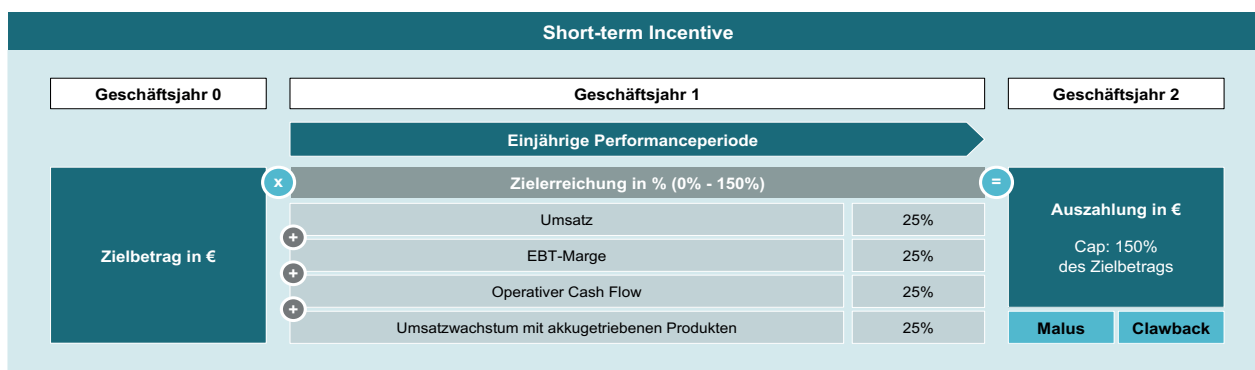 Short-term Incentive
Geschäftsjahr 0
Geschäftsjahr 1
Geschäftsjahr 2
Einjährige Performanceperiode
Zielbetrag in €
x
Zielerreichung in % (0% - 150%)
=
Umsatz 25%
+
EBT-Marge 25%
+
Operativer Cash Flow 25%
+
Umsatzwachstum mit akkugetriebenen Produkten 25%
Auszahlung in €
Cap: 150%
des Zielbetrags
Malus
Clawback